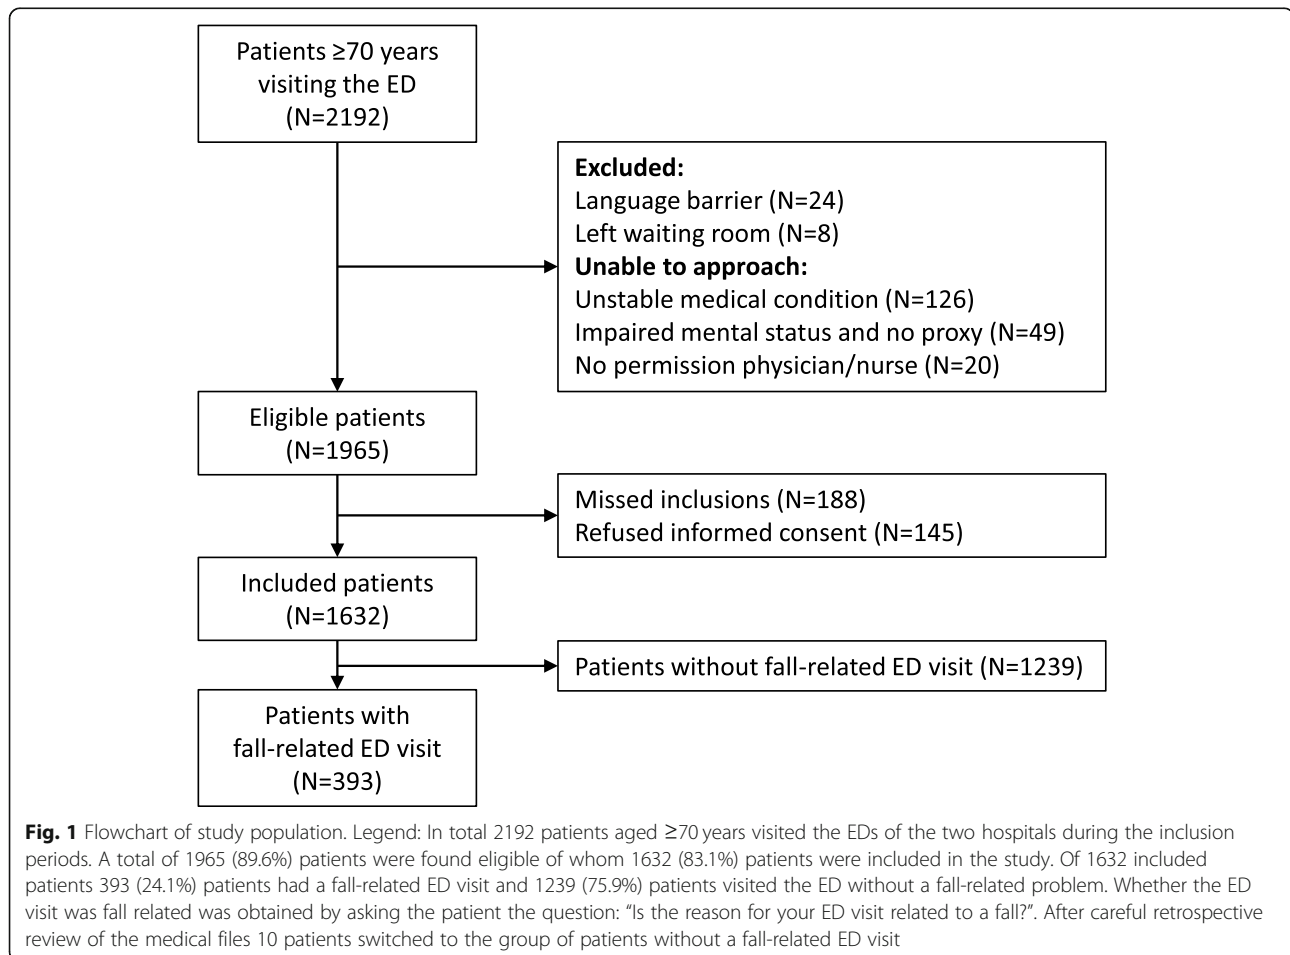 Patients ≥70 years
visiting the ED
(N=2192)
Excluded:
Language barrier (N=24)
Left waiting room (N=8)
Unable to approach:
Unstable medical condition (N=126)
Impaired mental status and no proxy (N=49)
No permission physician/nurse (N=20)
Eligible patients
(N=1965)
Missed inclusions (N=188)
Refused informed consent (N=145)
Included patients
(N=1632)
Patients without fall-related ED visit (N=1239)
Patients with
fall-related ED visit
(N=393)
Fig. 1 Flowchart of study population. Legend: In total 2192 patients aged ≥70 years visited the EDs of the two hospitals during the inclusion
periods. A total of 1965 (89.6%) patients were found eligible of whom 1632 (83.1%) patients were included in the study. Of 1632 included
patients 393 (24.1%) patients had a fall-related ED visit and 1239 (75.9%) patients visited the ED without a fall-related problem. Whether the ED
visit was fall related was obtained by asking the patient the question: “Is the reason for your ED visit related to a fall?”. After careful retrospective
review of the medical files 10 patients switched to the group of patients without a fall-related ED visit